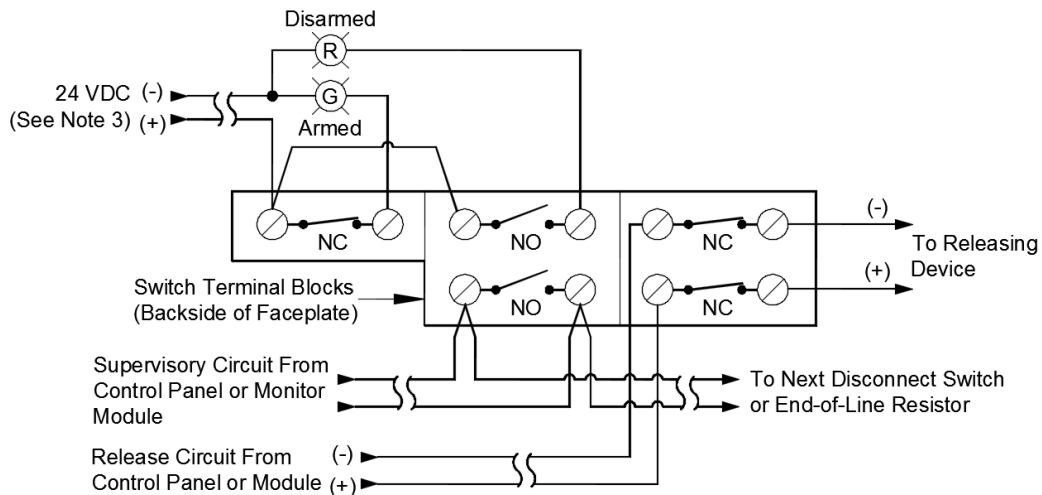 Disarmed
R
24 VDC (-)
G
(See Note 3) (+)
Armed
NC
NO
NC
(-)
To Releasing
Device
(+)
Switch Terminal Blocks
(Backside of Faceplate)
NO
NC
Supervisory Circuit From
Control Panel or Monitor
Module
To Next Disconnect Switch
or End-of-Line Resistor
Release Circuit From (-)
Control Panel or Module (+)